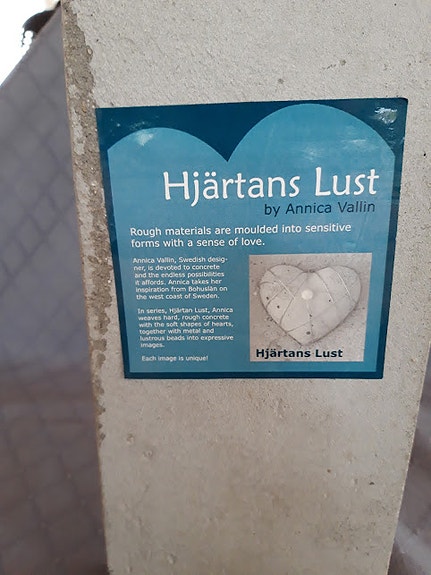 Hjärtans Lust
by Annica Vallin
Rough materials are moulded into sensitive
forms with a sense of love.
Annica Vallin, Swedish desig-
ner, is devoted to concrete
and the endless possibilities
it affords. Annica takes her
inspiration from Bohuslän on
the west coast of Sweden.
In series, Hjärtan Lust, Annica
weaves hard, rough concrete
with the soft shapes of hearts,
together with metal and
lustrous beads into expressive
images.
Each image is unique!
Hjärtans Lust